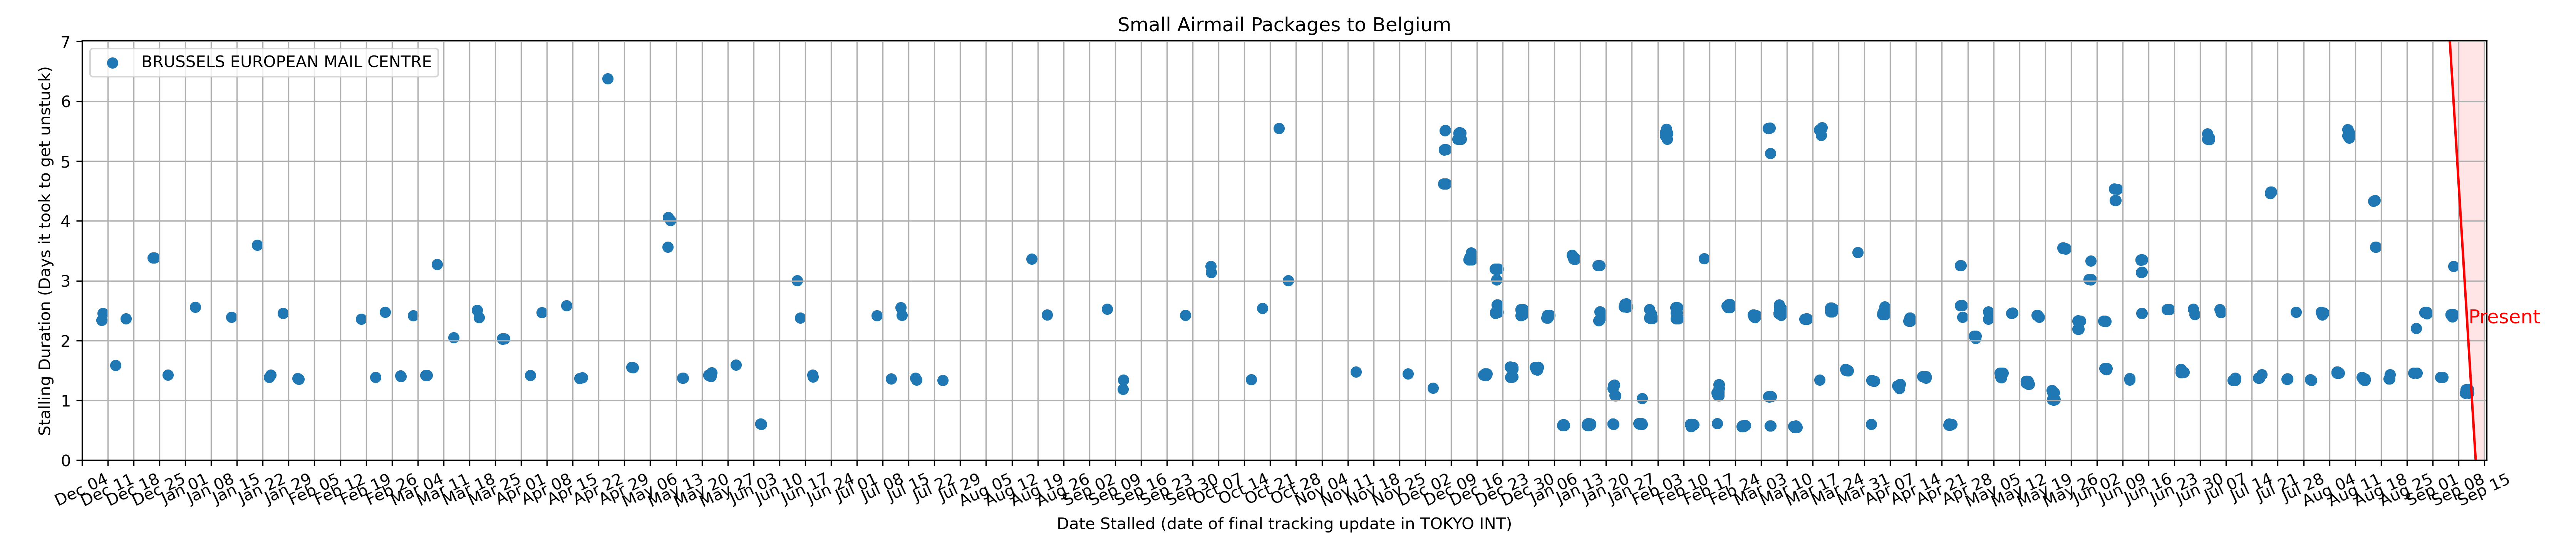 Small Airmail Packages to Belgium
BRUSSELS EUROPEAN MAIL CENTRE
Stalling Duration (Days it took to get unstuck)
7
6
5
4
3
2
1
0
Present
Dec 04
Dec 11
Dec 18
Dec 25
Jan 01
Jan 08
Jan 15
Jan 22
Jan 29
Feb 05
Feb 12
Feb 19
Feb 26
Mar 04
Mar 11
Mar 18
Mar 25
Apr 01
Apr 08
Apr 15
Apr 22
Apr 29
May 06
May 13
May 20
May 27
Jun 03
Jun 10
Jun 17
Jun 24
Jul 01
Jul 08
Jul 15
Jul 22
Jul 29
Aug 05
Aug 12
Aug 19
Aug 26
Sep 02
Sep 09
Sep 16
Sep 23
Sep 30
Oct 07
Oct 14
Oct 21
Oct 28
Nov 04
Nov 11
Nov 18
Nov 25
Dec 02
Dec 09
Dec 16
Dec 23
Dec 30
Jan 06
Jan 13
Jan 20
Jan 27
Feb 03
Feb 10
Feb 17
Feb 24
Mar 03
Mar 10
Mar 17
Mar 24
Mar 31
Apr 07
Apr 14
Apr 21
Apr 28
May 05
May 12
May 19
May 26
Jun 02
Jun 09
Jun 16
Jun 23
Jun 30
Jul 07
Jul 14
Jul 21
Jul 28
Aug 04
Aug 11
Aug 18
Aug 25
Sep 01
Sep 08
Sep 15
Date Stalled (date of final tracking update in TOKYO INT)